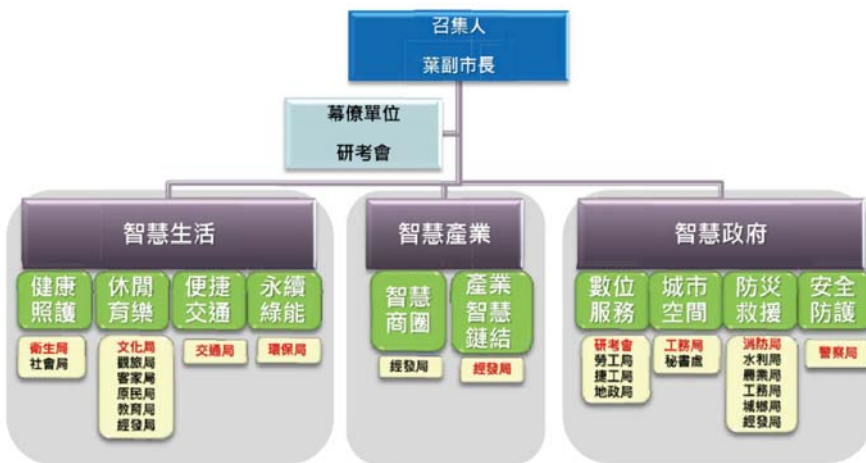 召集人
葉副市長
幕僚單位
研考會
智慧生活
健康
照護
衛生局
社會局
休閒
育樂
文化局
觀旅局
客家局
原民局
教育局
經發局
便捷
交通
交通局
永續
綠能
環保局
智慧產業
智慧
商圈
經發局
產業
智慧
鏈結
經發局
智慧政府
數位
服務
研考會
勞工局
捷工局
地政局
城市
空間
工務局
秘書處
防災
救援
消防局
水利局
農業局
工務局
城鄉局
經發局
安全
防護
警察局